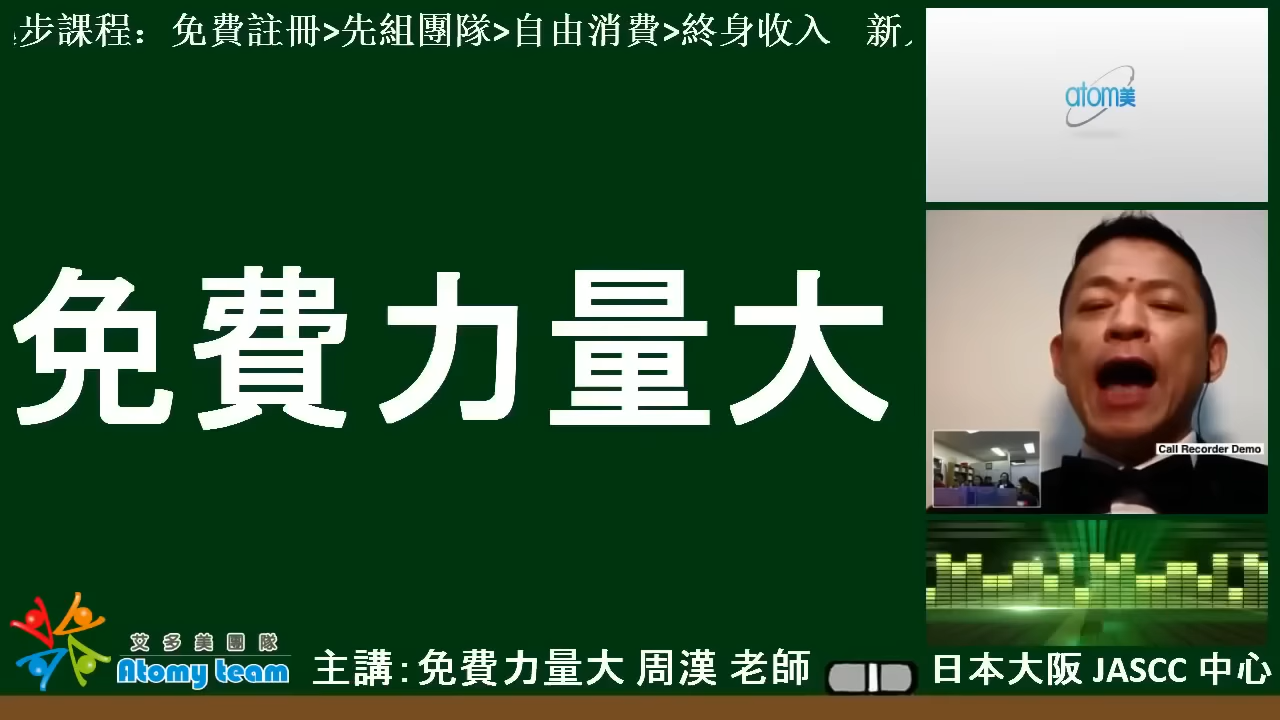 步課程：免費註冊>先組團隊>自由消費>終身收入 新
atom美
免費力量大
Call Recorder Demo
艾多美團隊
Atomy team
主講：免費力量大 周漢 老師
日本大阪 JASCC 中心